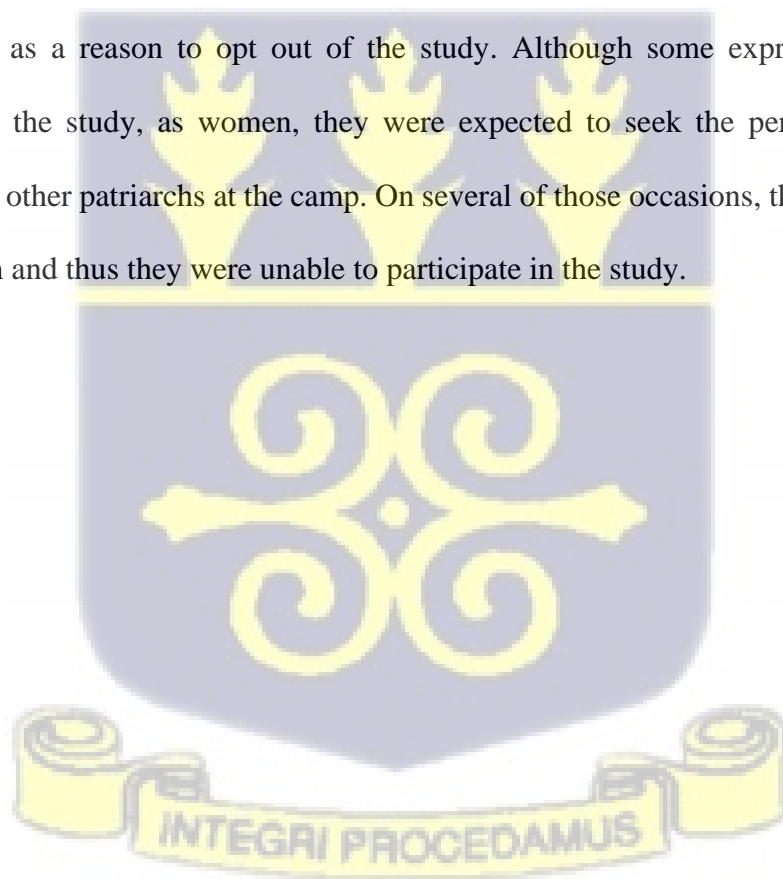 as a reason to opt out of the study. Although some expr
the study, as women, they were expected to seek the per
other patriarchs at the camp. On several of those occasions, th
and thus they were unable to participate in the study.
INTEGRI PROCEDAMUS